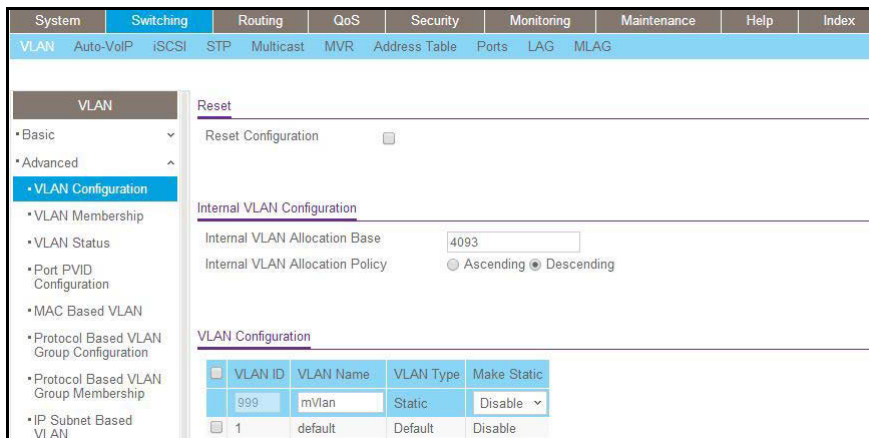 System Switching Routing QoS Security Monitoring Maintenance Help Index
VLAN Auto-VoIP iSCSI STP Multicast MVR Address Table Ports LAG MLAG
VLAN
Basic
Advanced
VLAN Configuration
VLAN Membership
VLAN Status
Port PVID
Configuration
MAC Based VLAN
Protocol Based VLAN
Group Configuration
Protocol Based VLAN
Group Membership
IP Subnet Based
VLAN
Reset
Reset Configuration
Internal VLAN Configuration
Internal VLAN Allocation Base 4093
Internal VLAN Allocation Policy Ascending Descending
VLAN Configuration
VLAN ID VLAN Name VLAN Type Make Static
999 mVlan Static Disable
1 default Default Disable